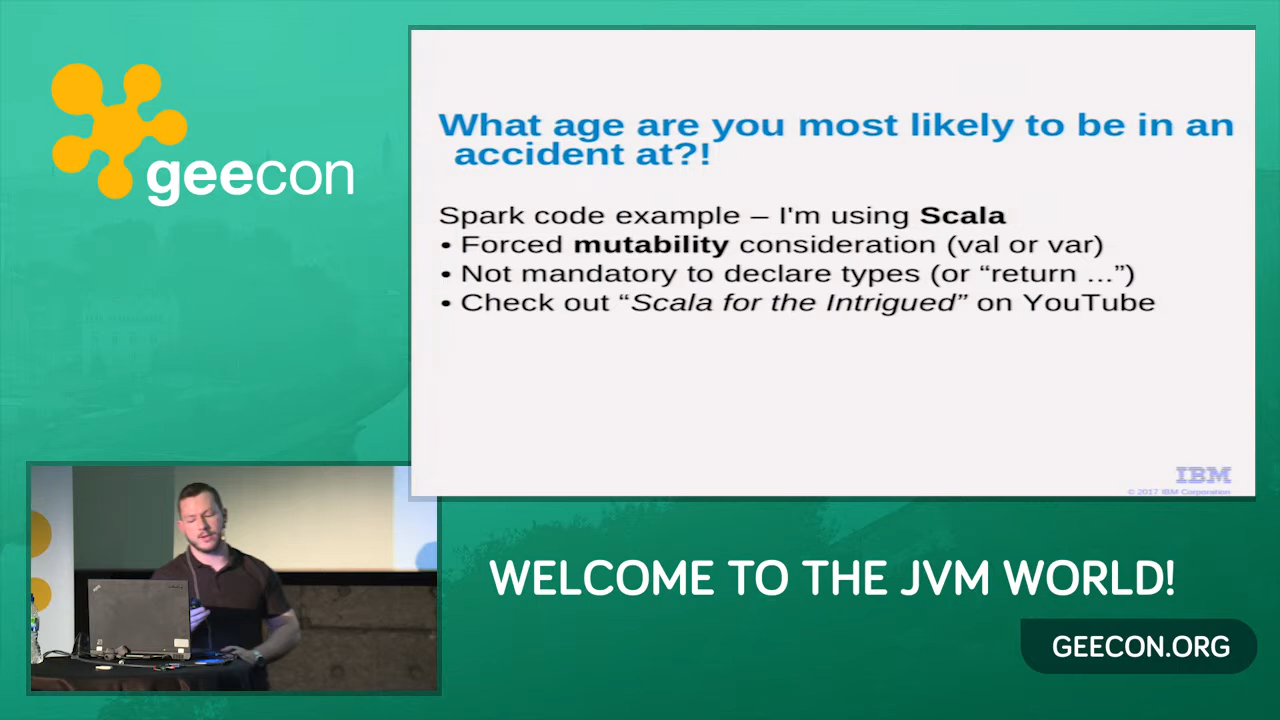 geecon
What age are you most likely to be in an
accident at?!
Spark code example – I'm using Scala
• Forced mutability consideration (val or var)
• Not mandatory to declare types (or “return ...”)
• Check out “Scala for the Intrigued” on YouTube
IBM
© 2017 IBM Corporation
WELCOME TO THE JVM WORLD!
GEECON.ORG